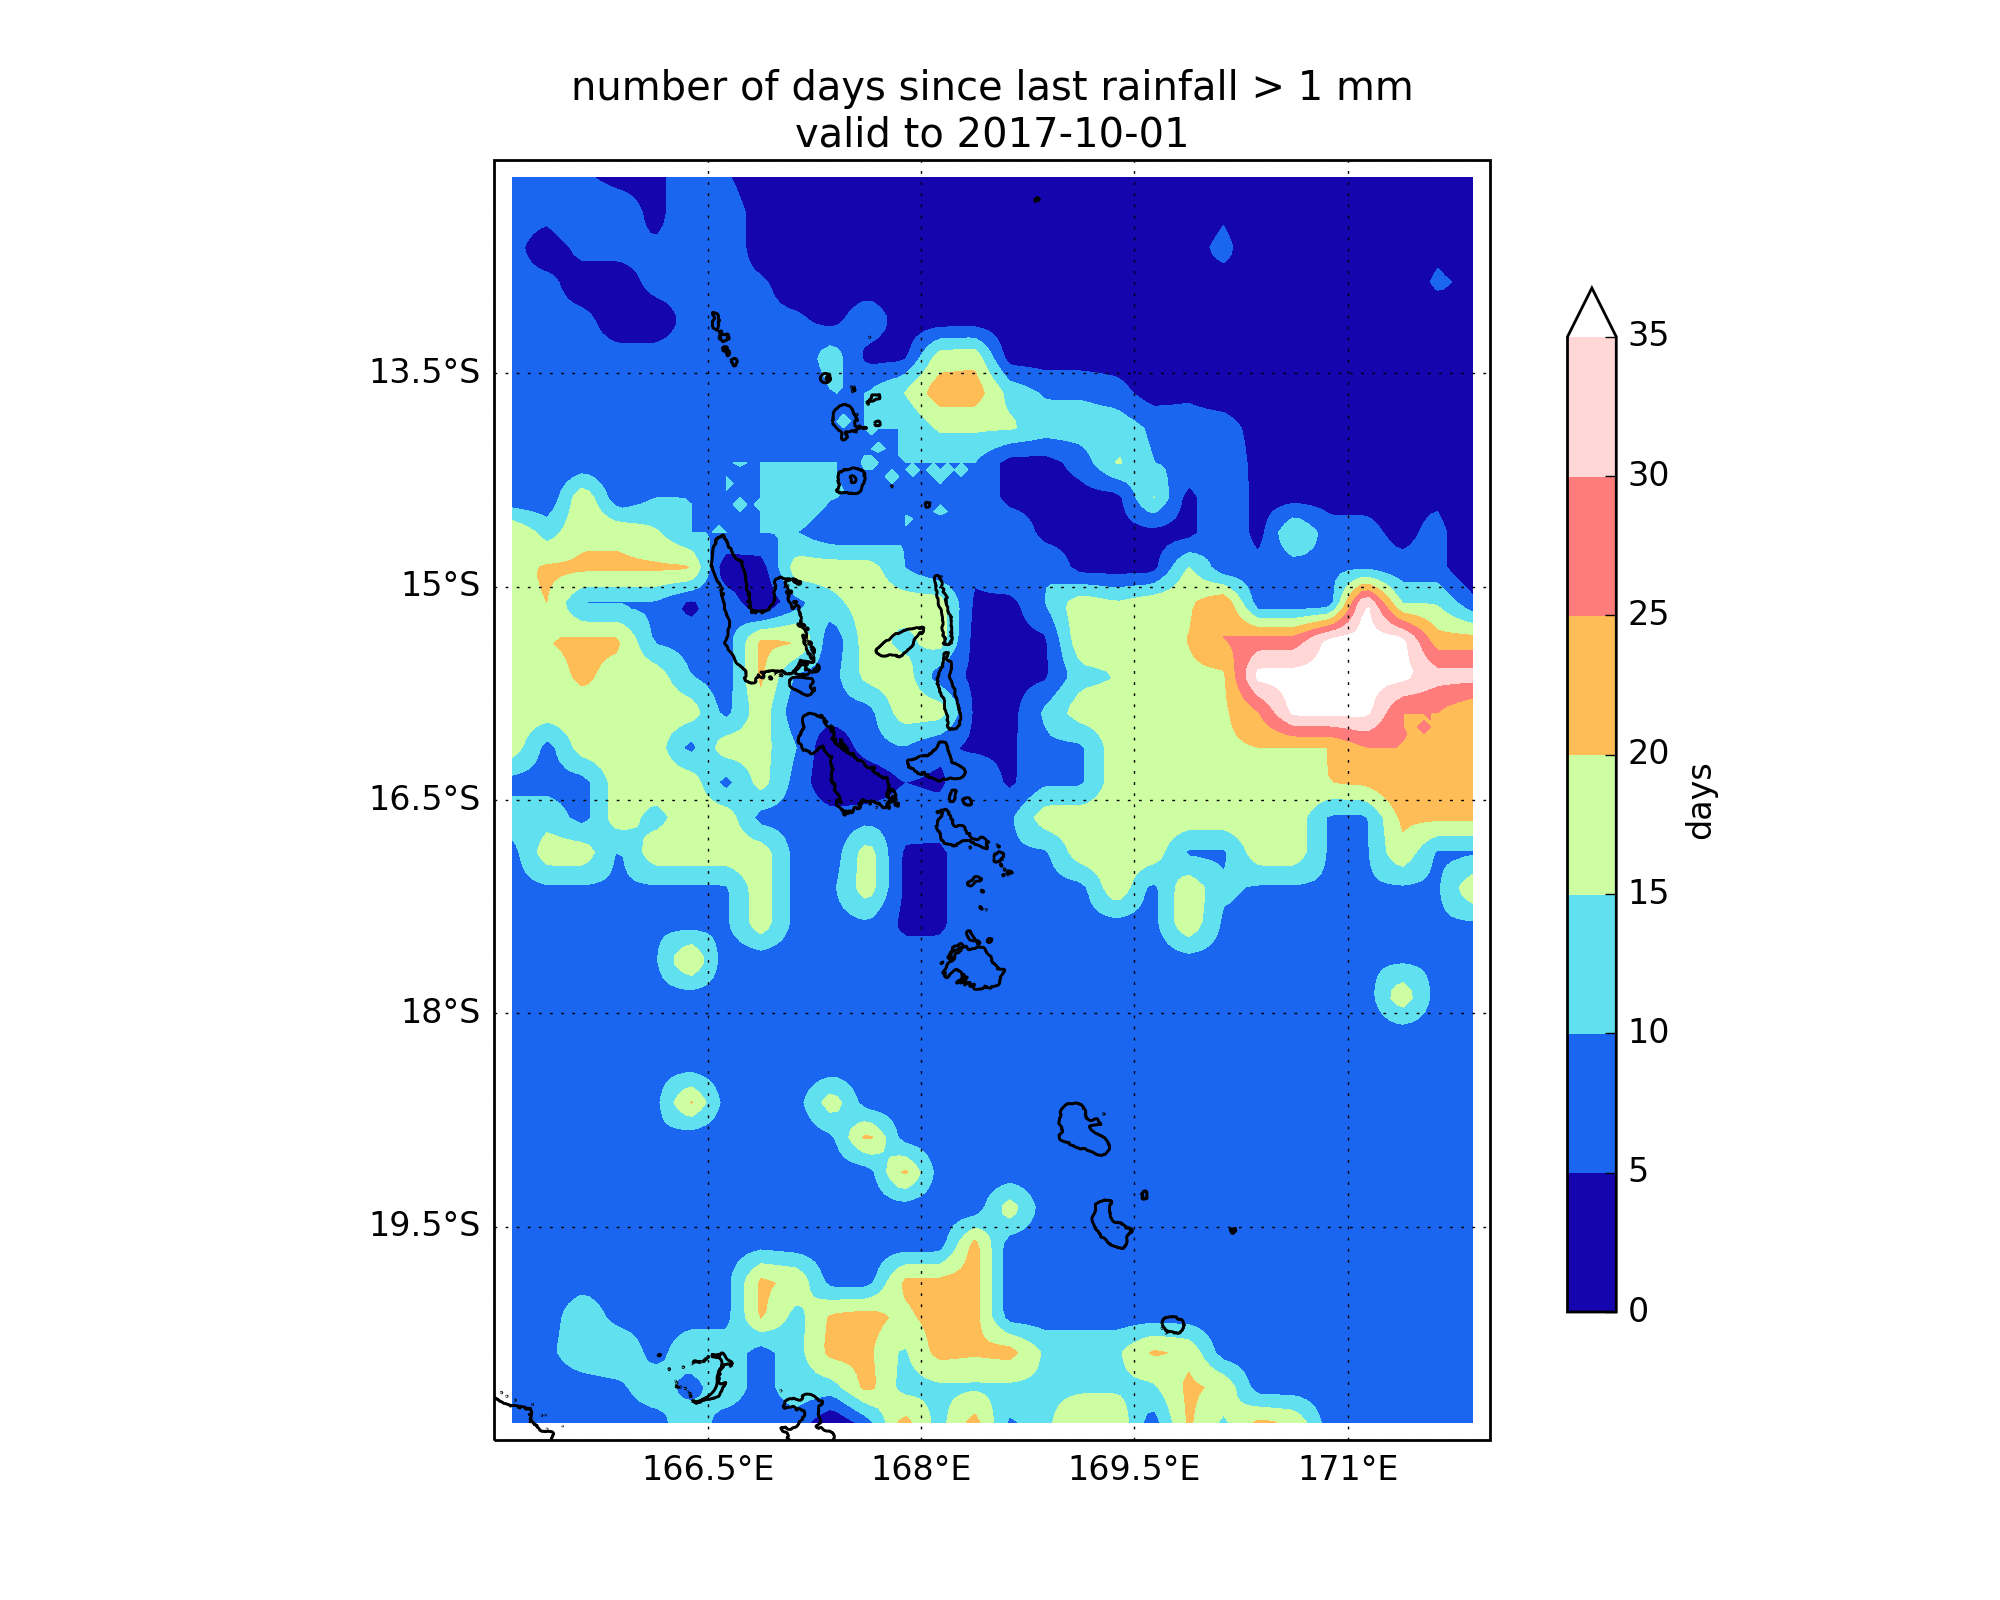 number of days since last rainfall > 1 mm
valid to 2017-10-01
13.5°S
15°S
16.5°S
18°S
19.5°S
166.5°E
168°E
169.5°E
171°E
35
30
25
20
15
10
5
0
days